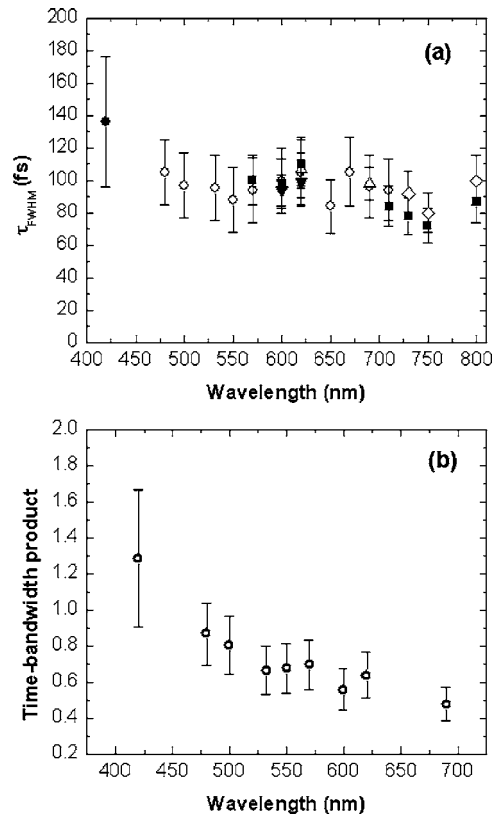 (a)
τFWHM (fs)
200
180
160
140
120
100
80
60
40
20
0
400 450 500 550 600 650 700 750 800
Wavelength (nm)
(b)
Time-bandwidth product
2.0
1.8
1.6
1.4
1.2
1.0
0.8
0.6
0.4
0.2
400 450 500 550 600 650 700
Wavelength (nm)